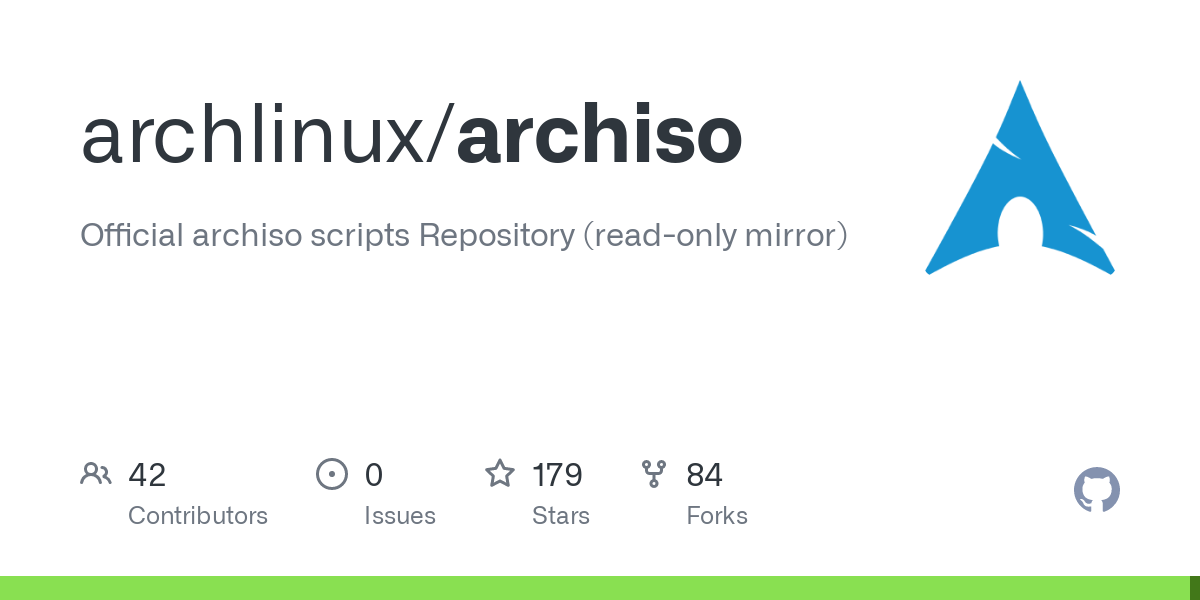 archlinux/archiso
Official archiso scripts Repository (read-only mirror)
42 0 179 84
Contributors Issues Stars Forks